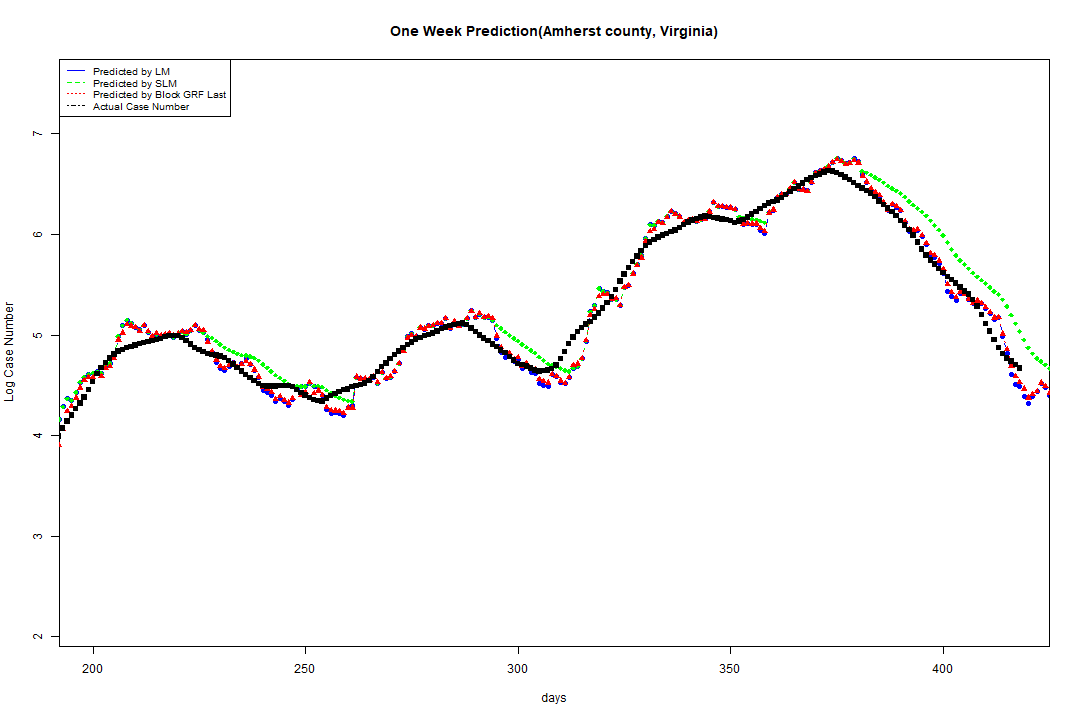 One Week Prediction(Amherst county, Virginia)
Predicted by LM
Predicted by SLM
Predicted by Block GRF Last
Actual Case Number
Log Case Number
7
6
5
4
3
2
200 250 300 350 400
days